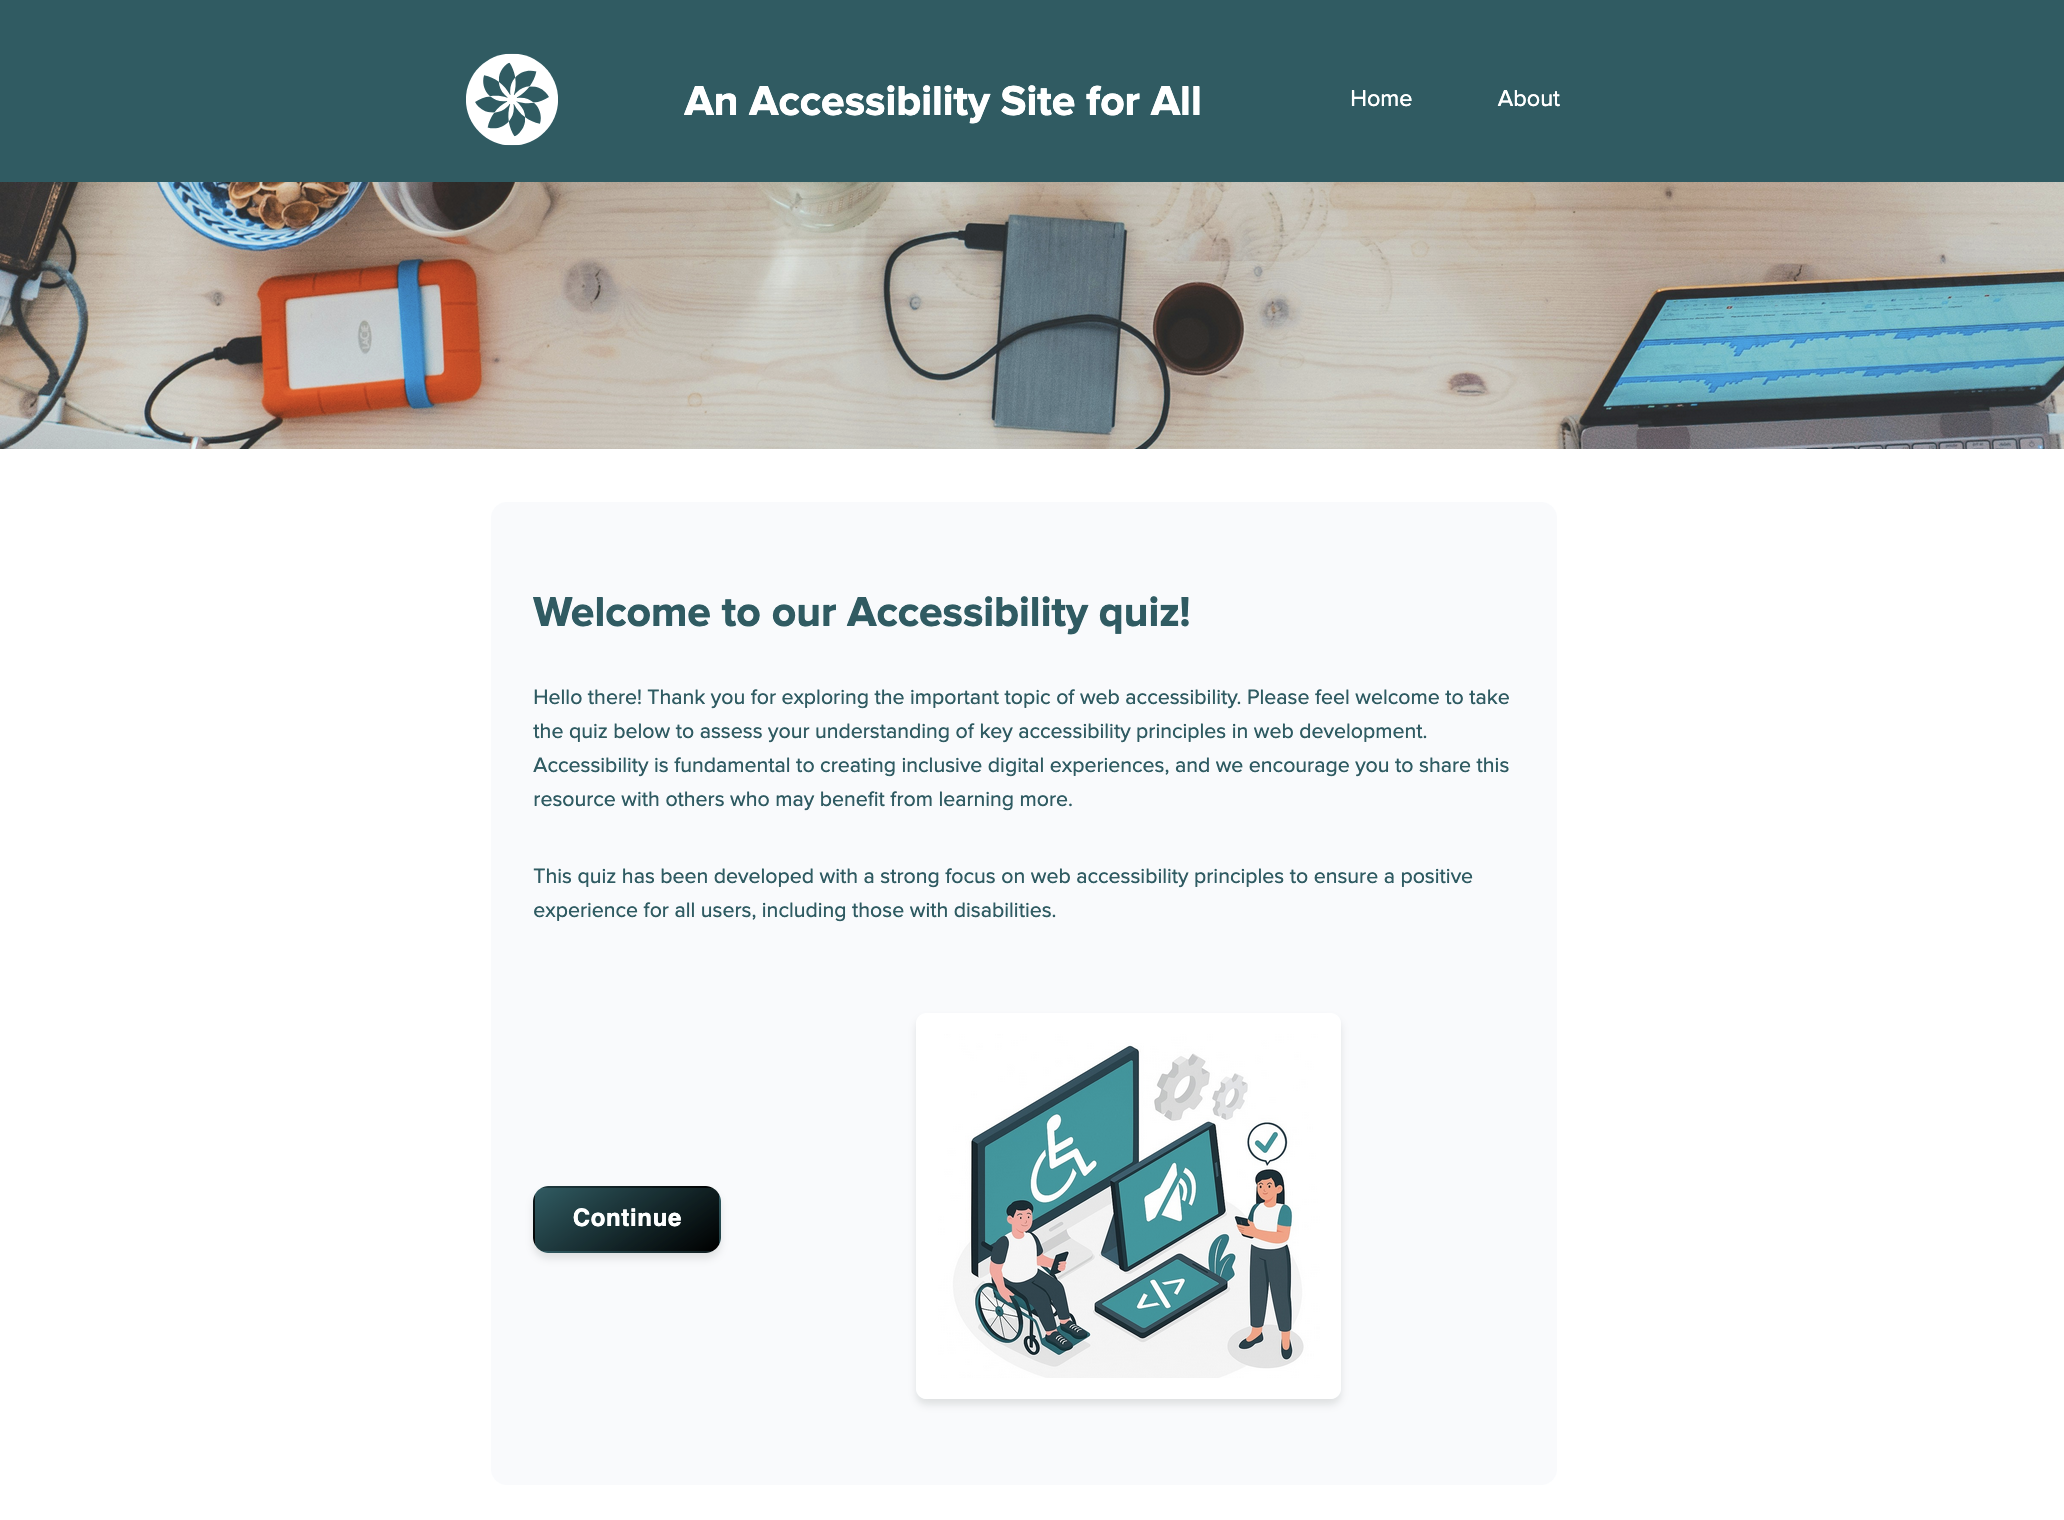 An Accessibility Site for All
Home
About
Welcome to our Accessibility quiz!
Hello there! Thank you for exploring the important topic of web accessibility. Please feel welcome to take
the quiz below to assess your understanding of key accessibility principles in web development.
Accessibility is fundamental to creating inclusive digital experiences, and we encourage you to share this
resource with others who may benefit from learning more.
This quiz has been developed with a strong focus on web accessibility principles to ensure a positive
experience for all users, including those with disabilities.
Continue